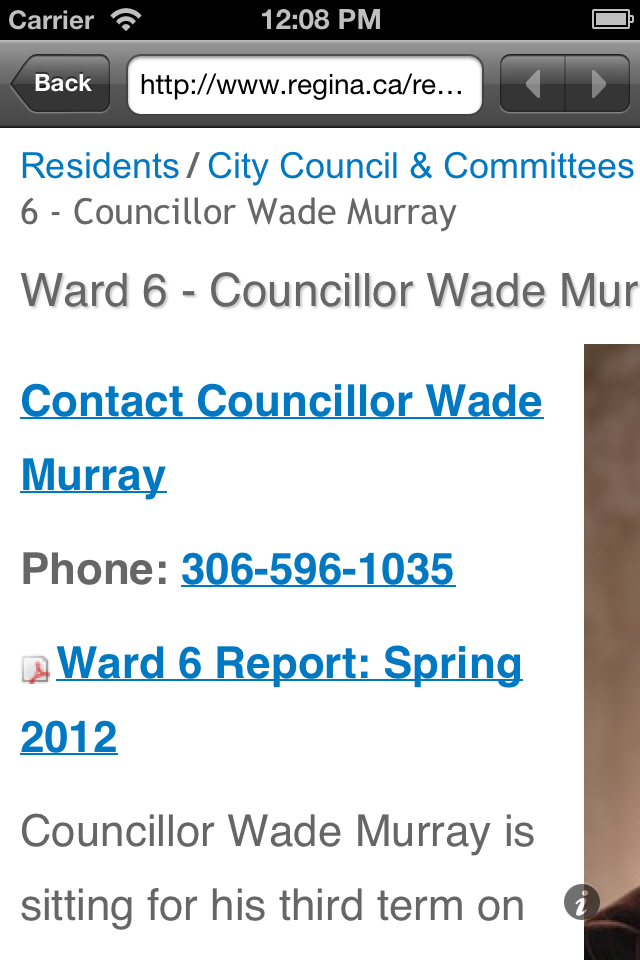 Carrier 12:08 PM
Back http://www.regina.ca/re...
Residents / City Council & Committees
6 - Councillor Wade Murray
Ward 6 - Councillor Wade Mur
Contact Councillor Wade
Murray
Phone: 306-596-1035
Ward 6 Report: Spring
2012
Councillor Wade Murray is
sitting for his third term on
i